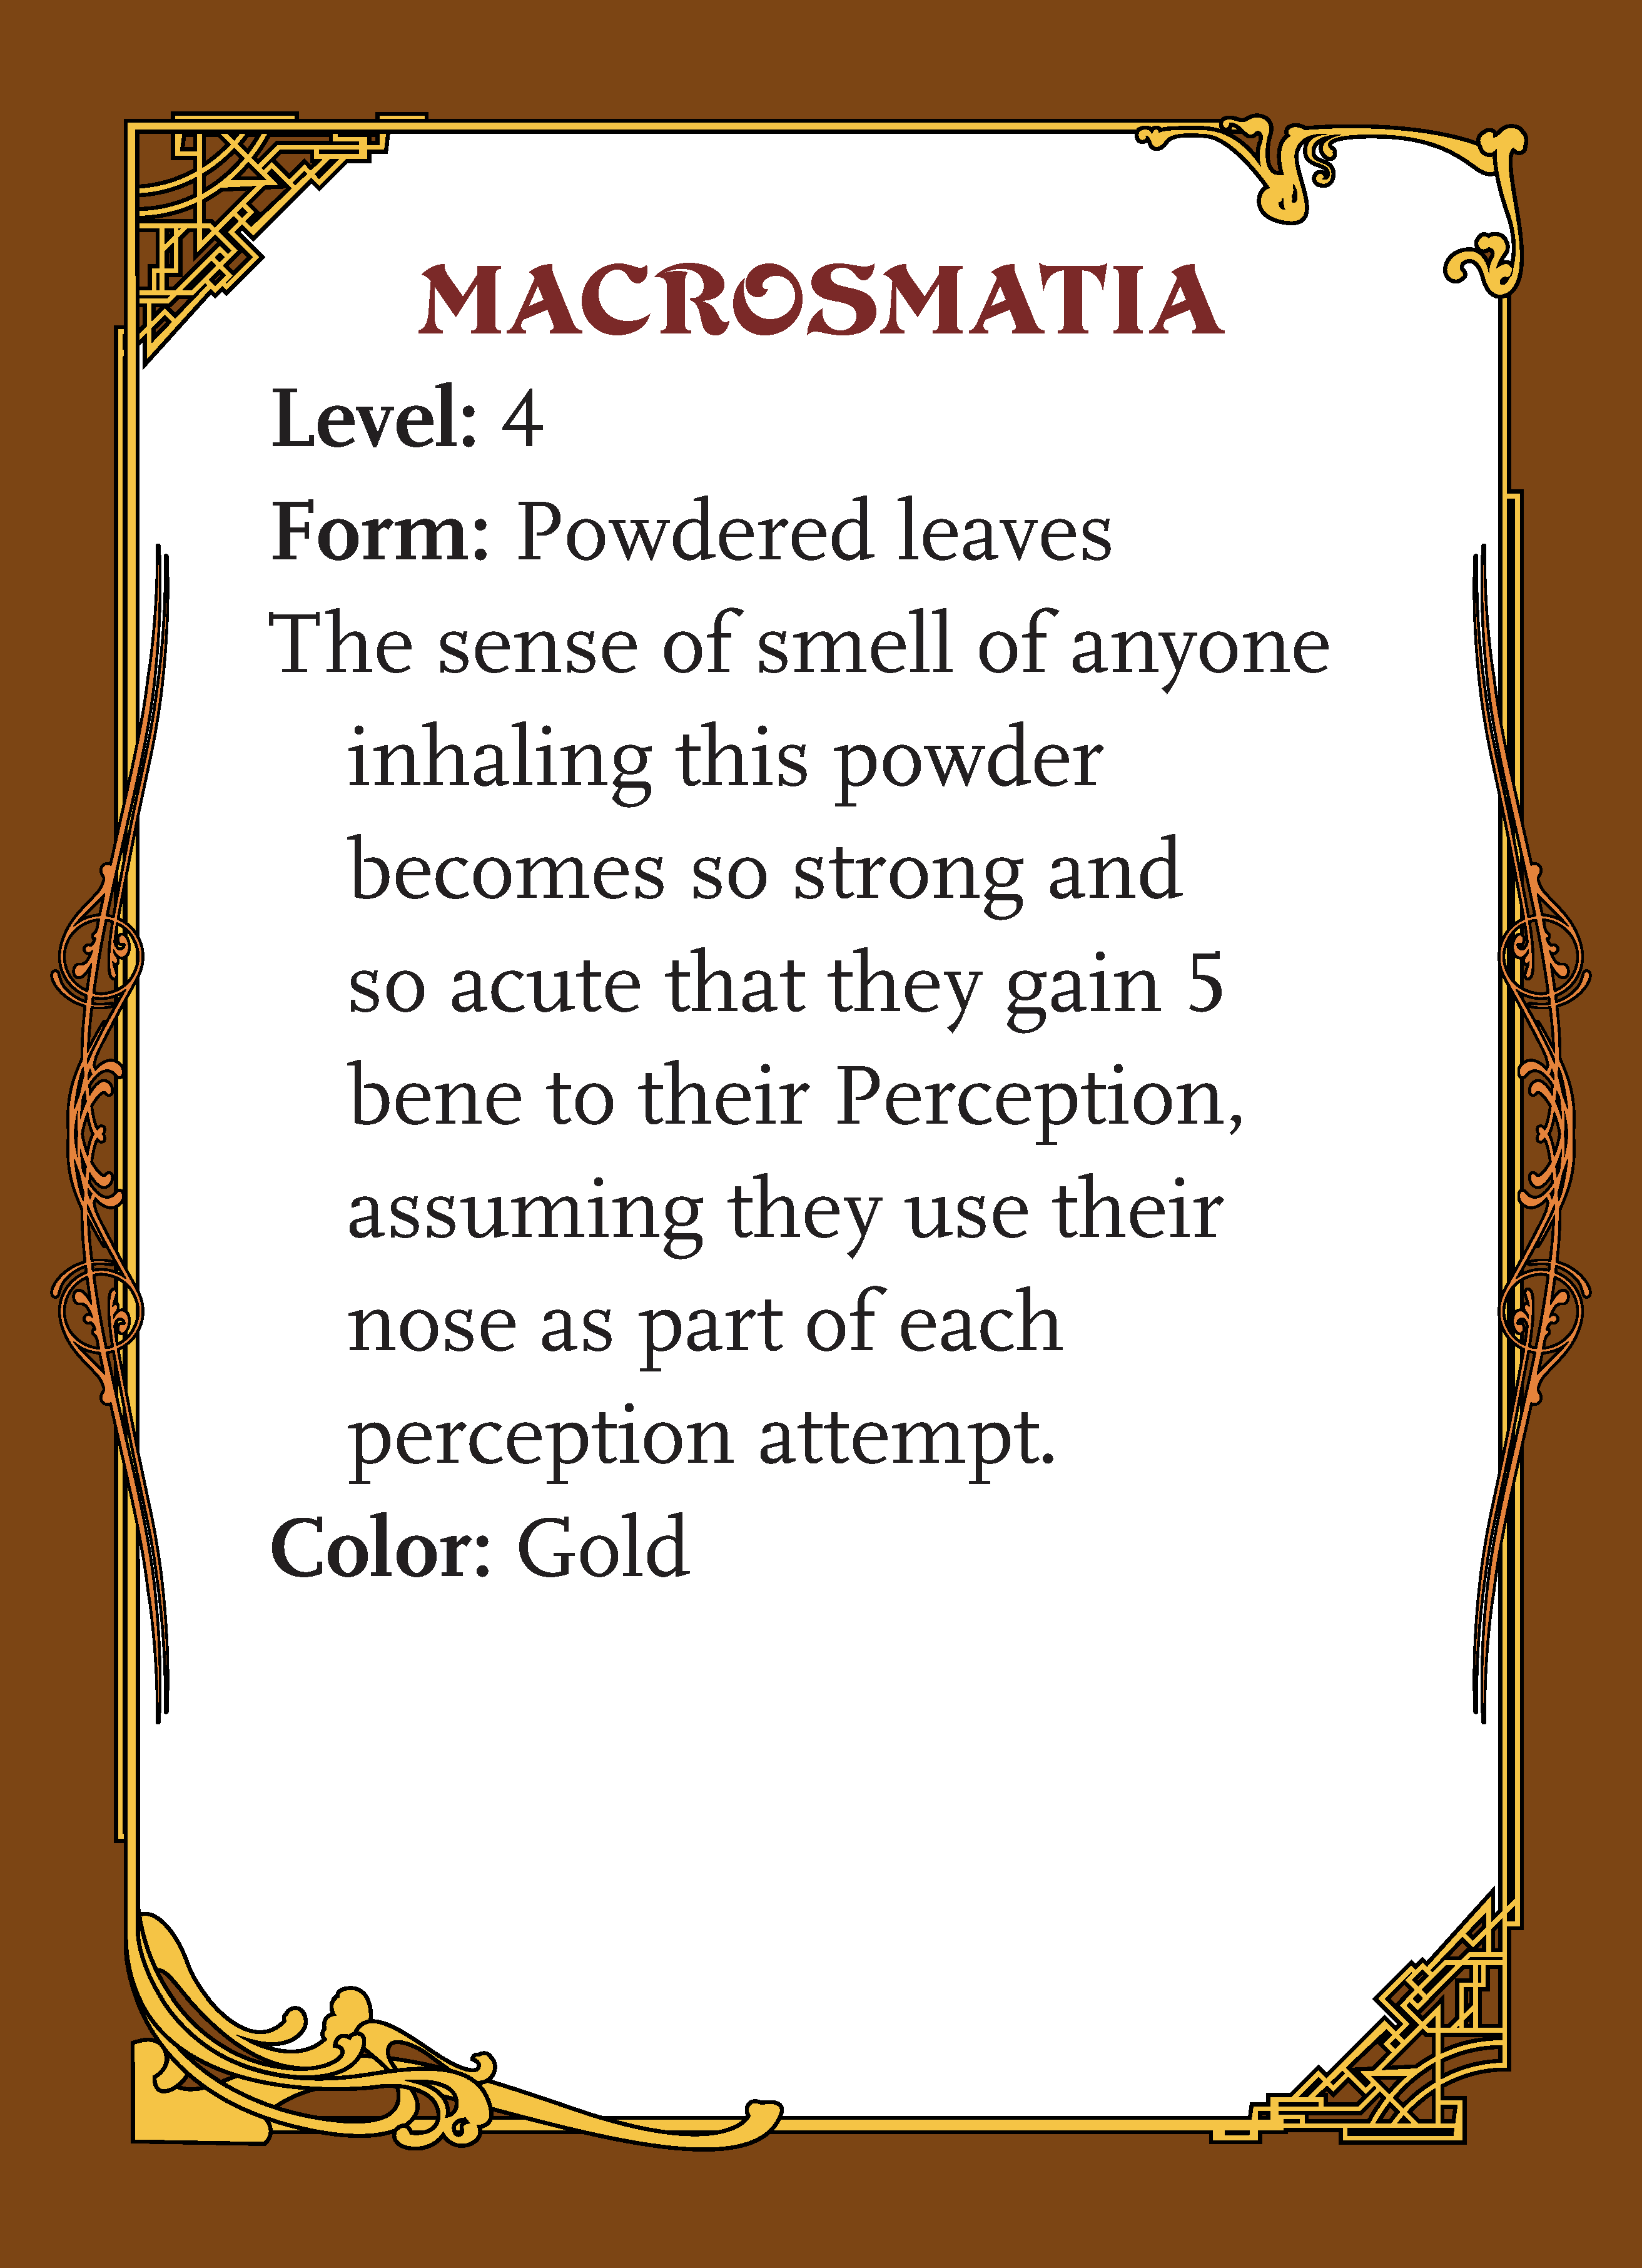 MACROSMATIA
Level: 4
Form: Powdered leaves
The sense of smell of anyone
inhaling this powder
becomes so strong and
so acute that they gain 5
bene to their Perception,
assuming they use their
nose as part of each
perception attempt.
Color: Gold